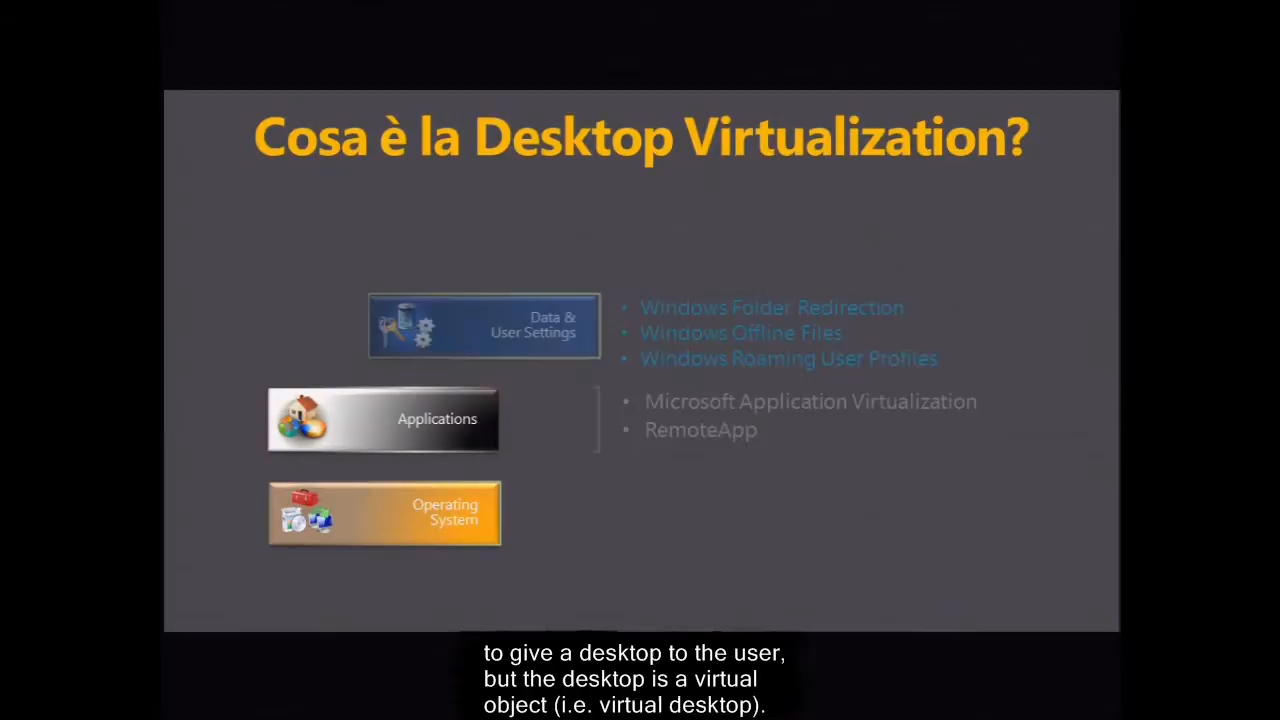 Cosa è la Desktop Virtualization?
Data &
User Settings
• Windows Folder Redirection
• Windows Offline Files
• Windows Roaming User Profiles
Applications
• Microsoft Application Virtualization
• RemoteApp
Operating
System
to give a desktop to the user,
but the desktop is a virtual
object (i.e. virtual desktop).